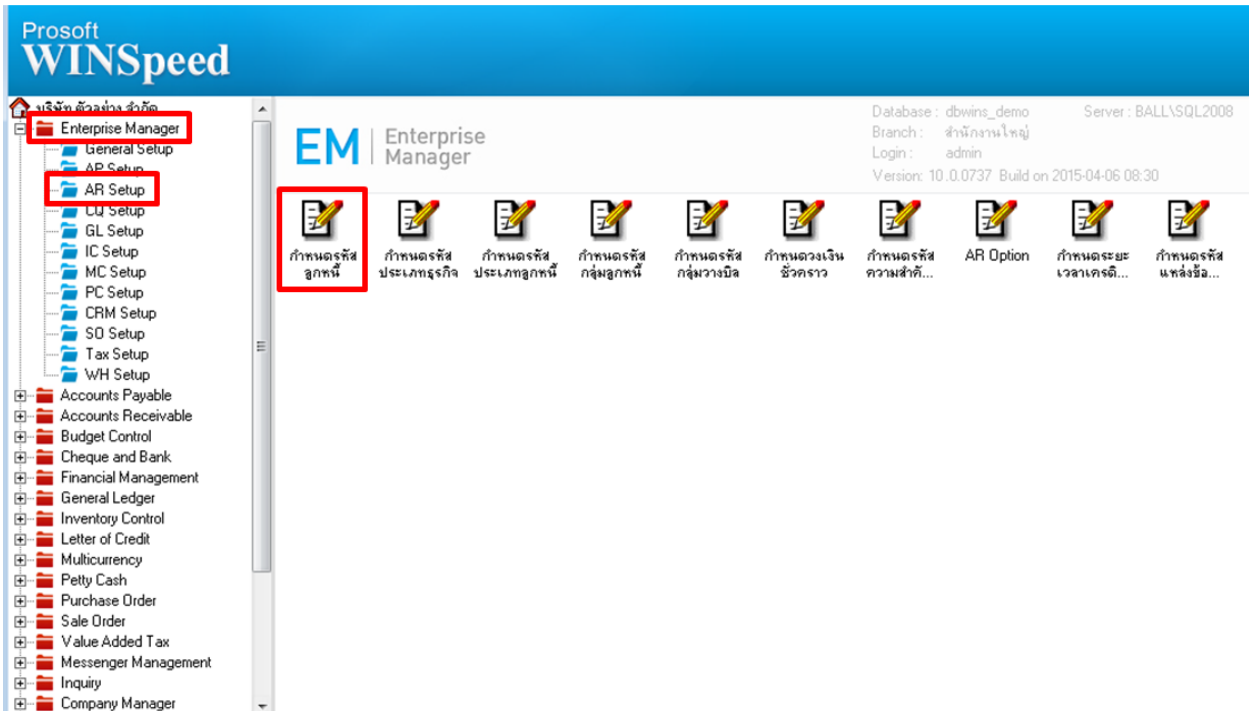 Prosoft
WINSpeed
บริษัท ตัวอย่าง จำกัด
Enterprise Manager
General Setup
AP Setup
AR Setup
CQ Setup
GL Setup
IC Setup
MC Setup
PC Setup
CRM Setup
SO Setup
Tax Setup
WH Setup
Accounts Payable
Accounts Receivable
Budget Control
Cheque and Bank
Financial Management
General Ledger
Inventory Control
Letter of Credit
Multicurrency
Petty Cash
Purchase Order
Sale Order
Value Added Tax
Messenger Management
Inquiry
Company Manager
EM
Enterprise
Manager
Database : dbwins_demo Server : BALL\SQL2008
Branch : สำนักงานใหญ่
Login : admin
Version: 10.0.0737 Build on 2015-04-06 08:30
กำหนดรหัส
ลูกหนี้
กำหนดรหัส
ประเภทธุรกิจ
กำหนดรหัส
ประเภทลูกหนี้
กำหนดรหัส
กลุ่มลูกหนี้
กำหนดรหัส
กลุ่มวางบิล
กำหนดวงเงิน
ชั่วคราว
กำหนดรหัส
ความสำคั...
AR Option
กำหนดระยะ
เวลาเครดิ...
กำหนดรหัส
แหล่งข้อ...